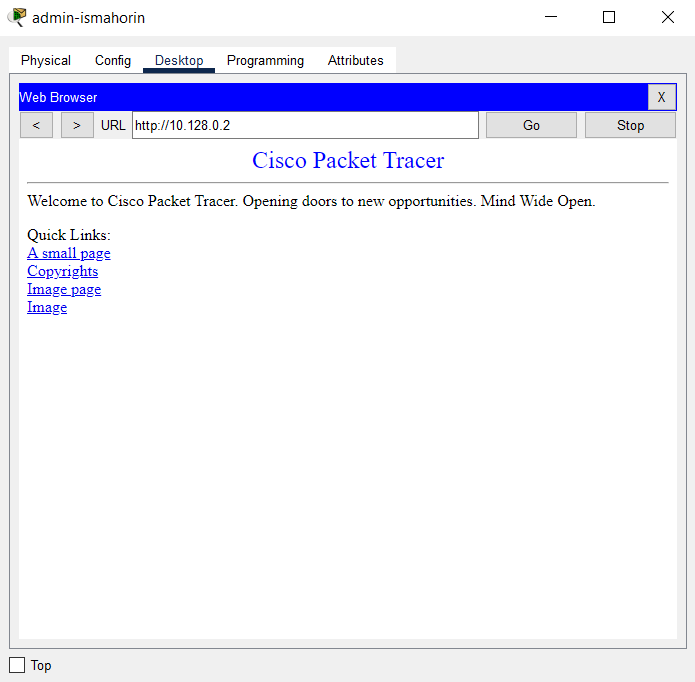 admin-ismahorin
Physical Config Desktop Programming Attributes
Web Browser X
< > URL http://10.128.0.2 Go Stop
Cisco Packet Tracer
Welcome to Cisco Packet Tracer. Opening doors to new opportunities. Mind Wide Open.
Quick Links:
A small page
Copyrights
Image page
Image
Top